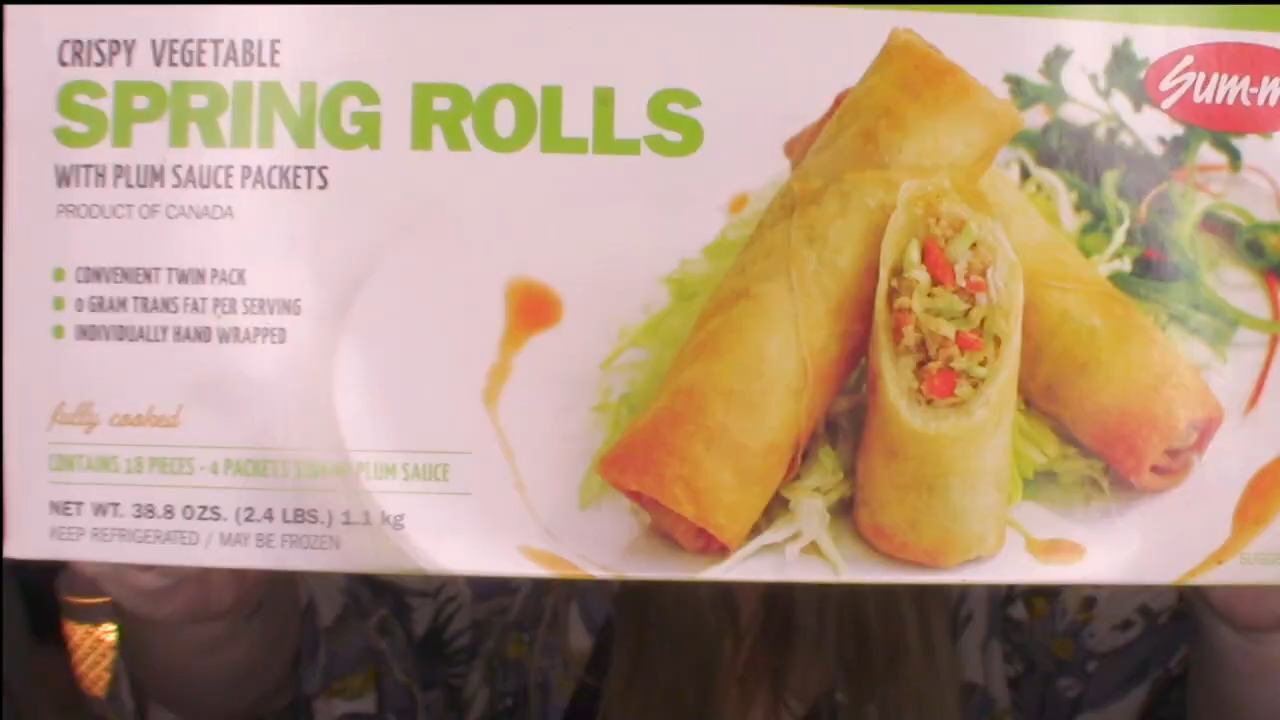 CRISPY VEGETABLE
SPRING ROLLS
WITH PLUM SAUCE PACKETS
PRODUCT OF CANADA
CONVENIENT TWIN PACK
0 GRAM TRANS FAT PER SERVING
INDIVIDUALLY HAND WRAPPED
fully cooked
CONTAINS 18 PIECES - 4 PACKETS PLUM SAUCE
NET WT. 38.8 OZS. (2.4 LBS.) 1.1 kg
KEEP REFRIGERATED / MAY BE FROZEN
Sum-m